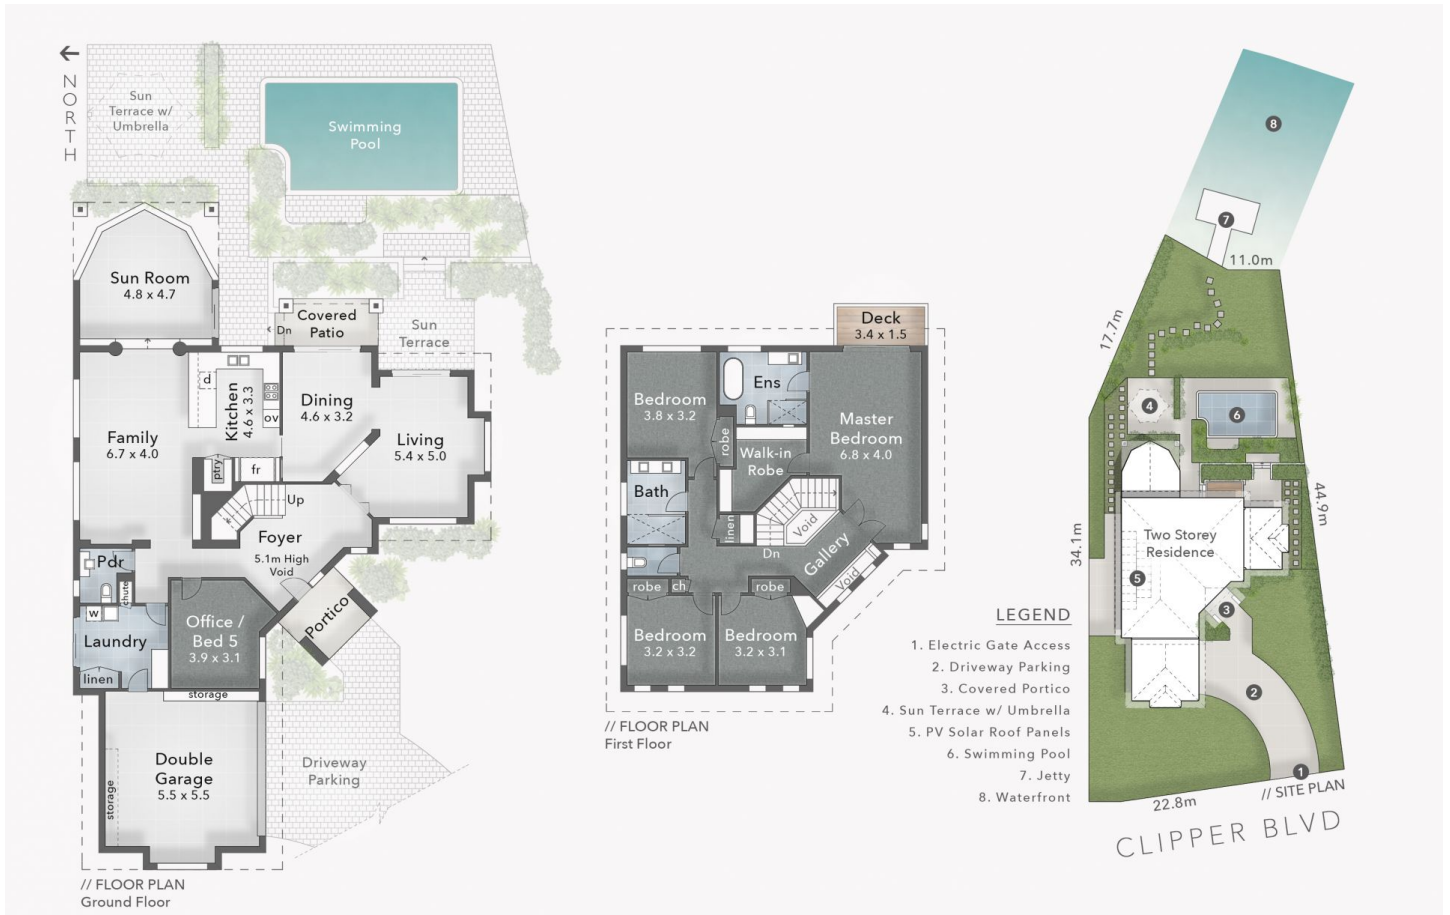 NORTH
Sun
Terrace w/
Umbrella
Swimming
Pool
Sun Room
4.8 x 4.7
Covered
Patio
Dn
Sun
Terrace
d
Kitchen
4.6 x 3.3
ov
Dining
4.6 x 3.2
Family
6.7 x 4.0
Living
5.4 x 5.0
ptry
fr
Up
Foyer
5.1m High
Void
Pdr
chute
w
Laundry
linen
Office /
Bed 5
3.9 x 3.1
Portico
storage
Double
Garage
5.5 x 5.5
storage
Driveway
Parking
// FLOOR PLAN
Ground Floor
Deck
3.4 x 1.5
Bedroom
3.8 x 3.2
Ens
robe
Master
Bedroom
6.8 x 4.0
Walk-in
Robe
Bath
linen
Void
Dn
Gallery
Void
robe
ch
robe
Bedroom
3.2 x 3.2
Bedroom
3.2 x 3.1
// FLOOR PLAN
First Floor
LEGEND
1. Electric Gate Access
2. Driveway Parking
3. Covered Portico
4. Sun Terrace w/ Umbrella
5. PV Solar Roof Panels
6. Swimming Pool
7. Jetty
8. Waterfront
8
7
11.0m
17.7m
4
6
44.9m
34.1m
Two Storey
Residence
5
3
2
1
22.8m
// SITE PLAN
CLIPPER BLVD